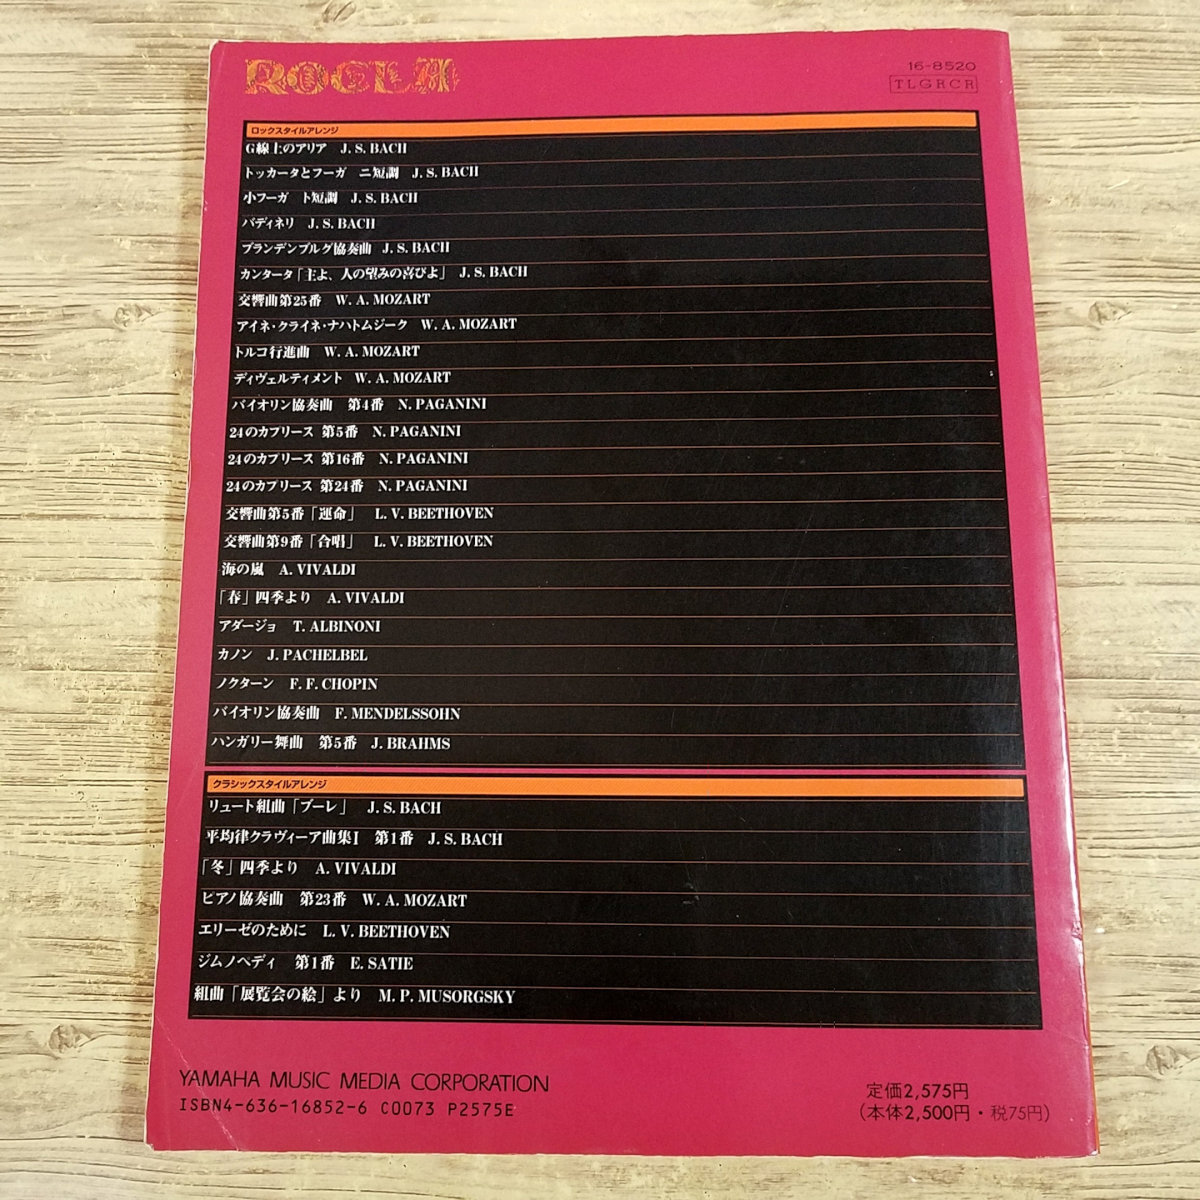 ROCLA
16-8520
TLGRCR
ロックスタイルアレンジ
G線上のアリア J. S. BACH
トッカータとフーガ ニ短調 J. S. BACH
小フーガ ト短調 J. S. BACH
バディネリ J. S. BACH
ブランデンブルグ協奏曲 J. S. BACH
カンタータ「主よ、人の望みの喜びよ」 J. S. BACH
交響曲第25番 W. A. MOZART
アイネ・クライネ・ナハトムジーク W. A. MOZART
トルコ行進曲 W. A. MOZART
ディヴェルティメント W. A. MOZART
バイオリン協奏曲 第4番 N. PAGANINI
24のカプリース 第5番 N. PAGANINI
24のカプリース 第16番 N. PAGANINI
24のカプリース 第24番 N. PAGANINI
交響曲第5番「運命」 L. V. BEETHOVEN
交響曲第9番「合唱」 L. V. BEETHOVEN
海の嵐 A. VIVALDI
「春」四季より A. VIVALDI
アダージョ T. ALBINONI
カノン J. PACHELBEL
ノクターン F. F. CHOPIN
バイオリン協奏曲 F. MENDELSSOHN
ハンガリー舞曲 第5番 J. BRAHMS
クラシックスタイルアレンジ
リュート組曲「ブーレ」 J. S. BACH
平均律クラヴィーア曲集I 第1番 J. S. BACH
「冬」四季より A. VIVALDI
ピアノ協奏曲 第23番 W. A. MOZART
エリーゼのために L. V. BEETHOVEN
ジムノペディ 第1番 E. SATIE
組曲「展覧会の絵」より M. P. MUSORGSKY
YAMAHA MUSIC MEDIA CORPORATION
ISBN4-636-16852-6 C0073 P2575E
定価2,575円
(本体2,500円・税75円)